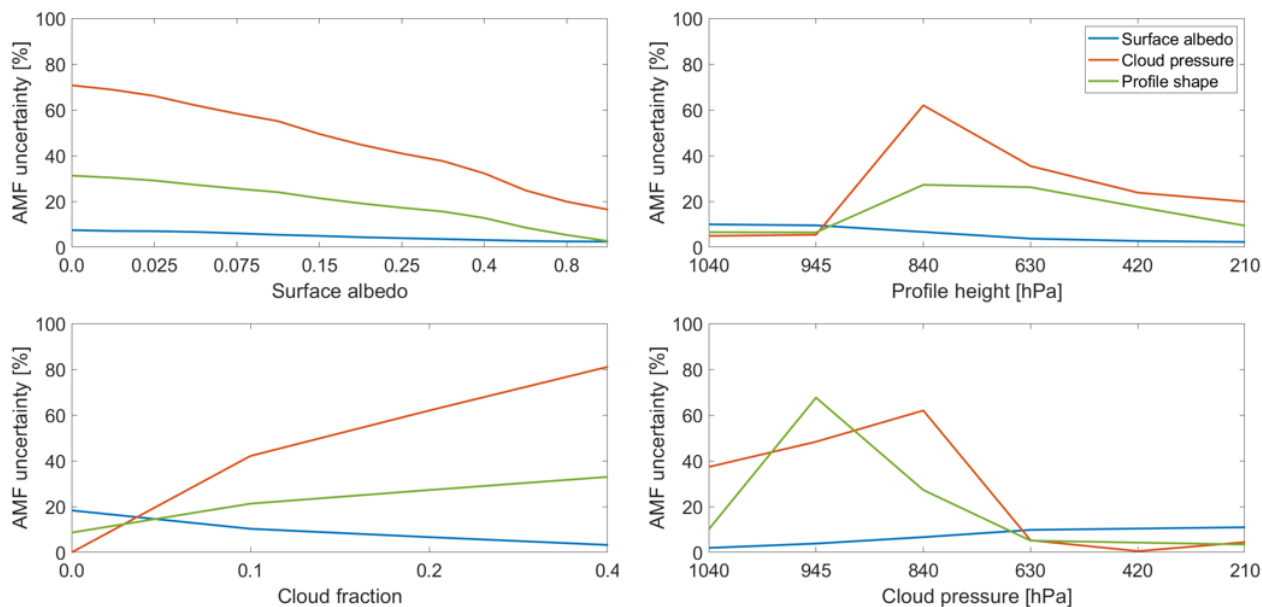 AMF uncertainty [%]
100
80
60
40
20
0
0.0 0.025 0.075 0.15 0.25 0.4 0.8
Surface albedo
AMF uncertainty [%]
100
80
60
40
20
0
1040 945 840 630 420 210
Profile height [hPa]
Surface albedo
Cloud pressure
Profile shape
AMF uncertainty [%]
100
80
60
40
20
0
0.0 0.1 0.2 0.4
Cloud fraction
AMF uncertainty [%]
100
80
60
40
20
0
1040 945 840 630 420 210
Cloud pressure [hPa]